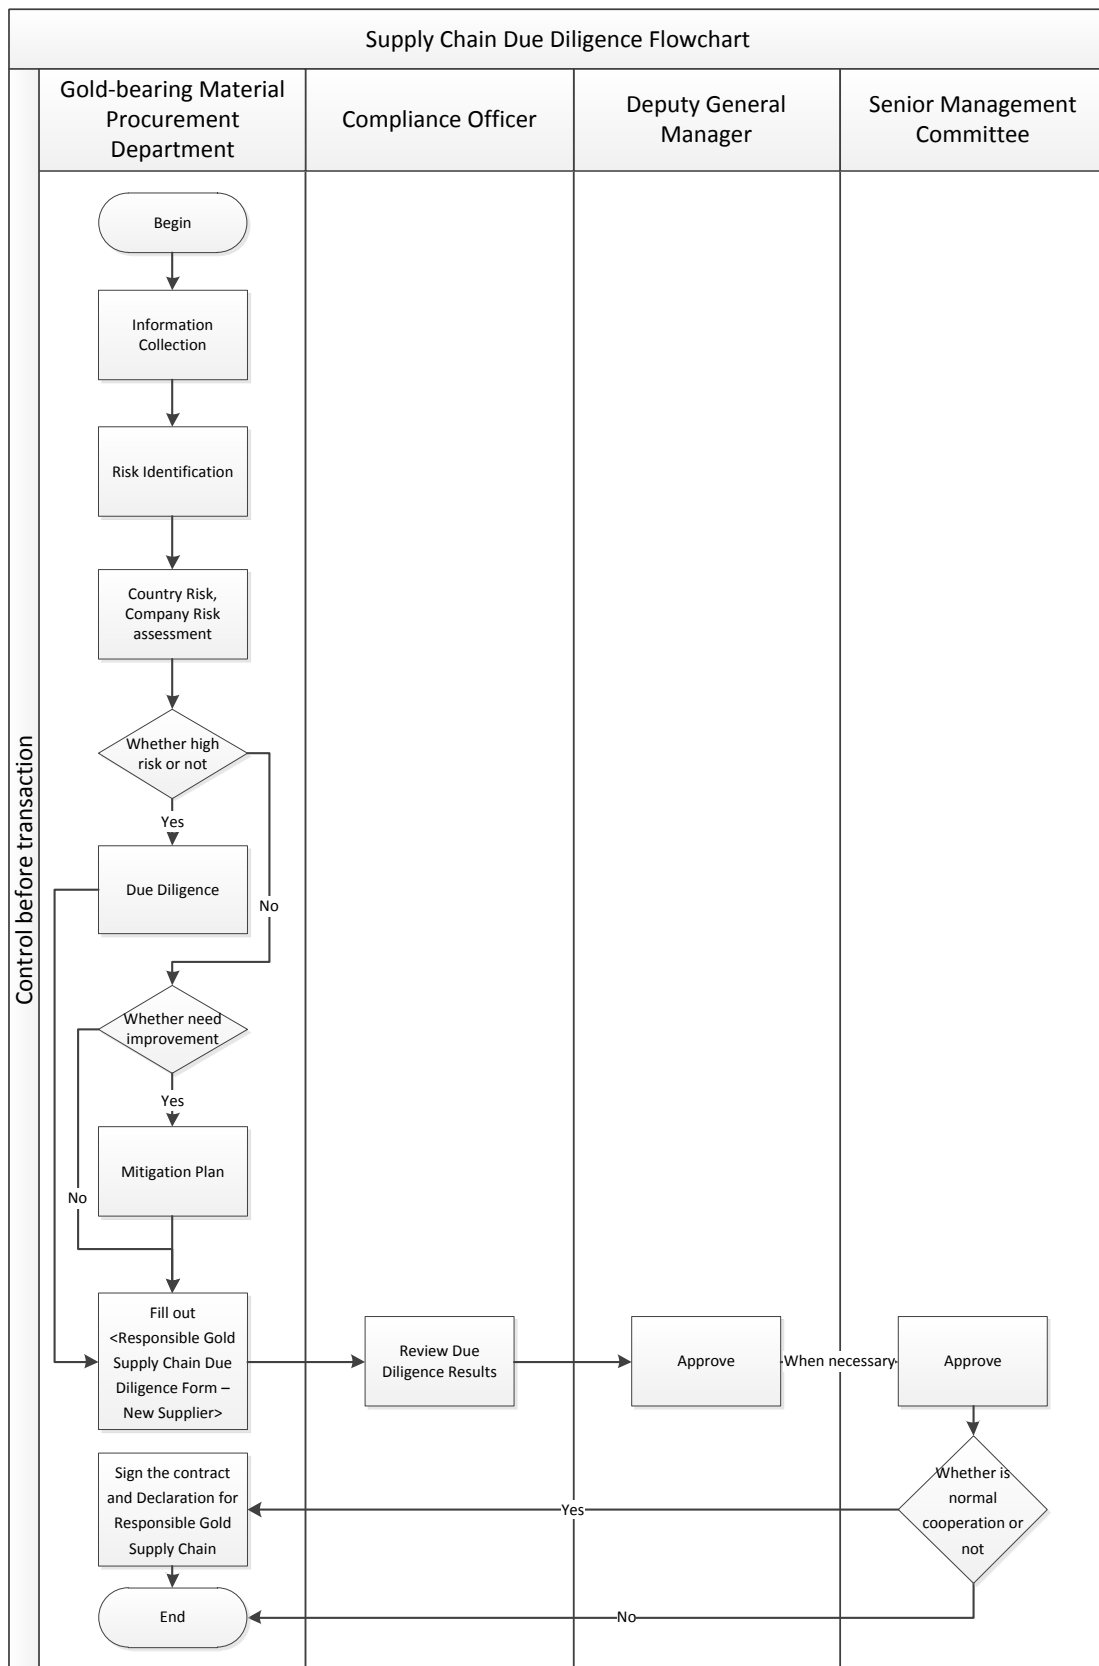 Supply Chain Due Diligence Flowchart
Gold-bearing Material
Procurement
Department
Compliance Officer
Deputy General
Manager
Senior Management
Committee
Control before transaction
Begin
Information
Collection
Risk Identification
Country Risk,
Company Risk
assessment
Whether high
risk or not
Yes
Due Diligence
No
Whether need
improvement
Yes
Mitigation Plan
No
Fill out
<Responsible Gold
Supply Chain Due
Diligence Form –
New Supplier>
Review Due
Diligence Results
Approve
When necessary
Approve
Sign the contract
and Declaration for
Responsible Gold
Supply Chain
Yes
Whether is
normal
cooperation or
not
End
No